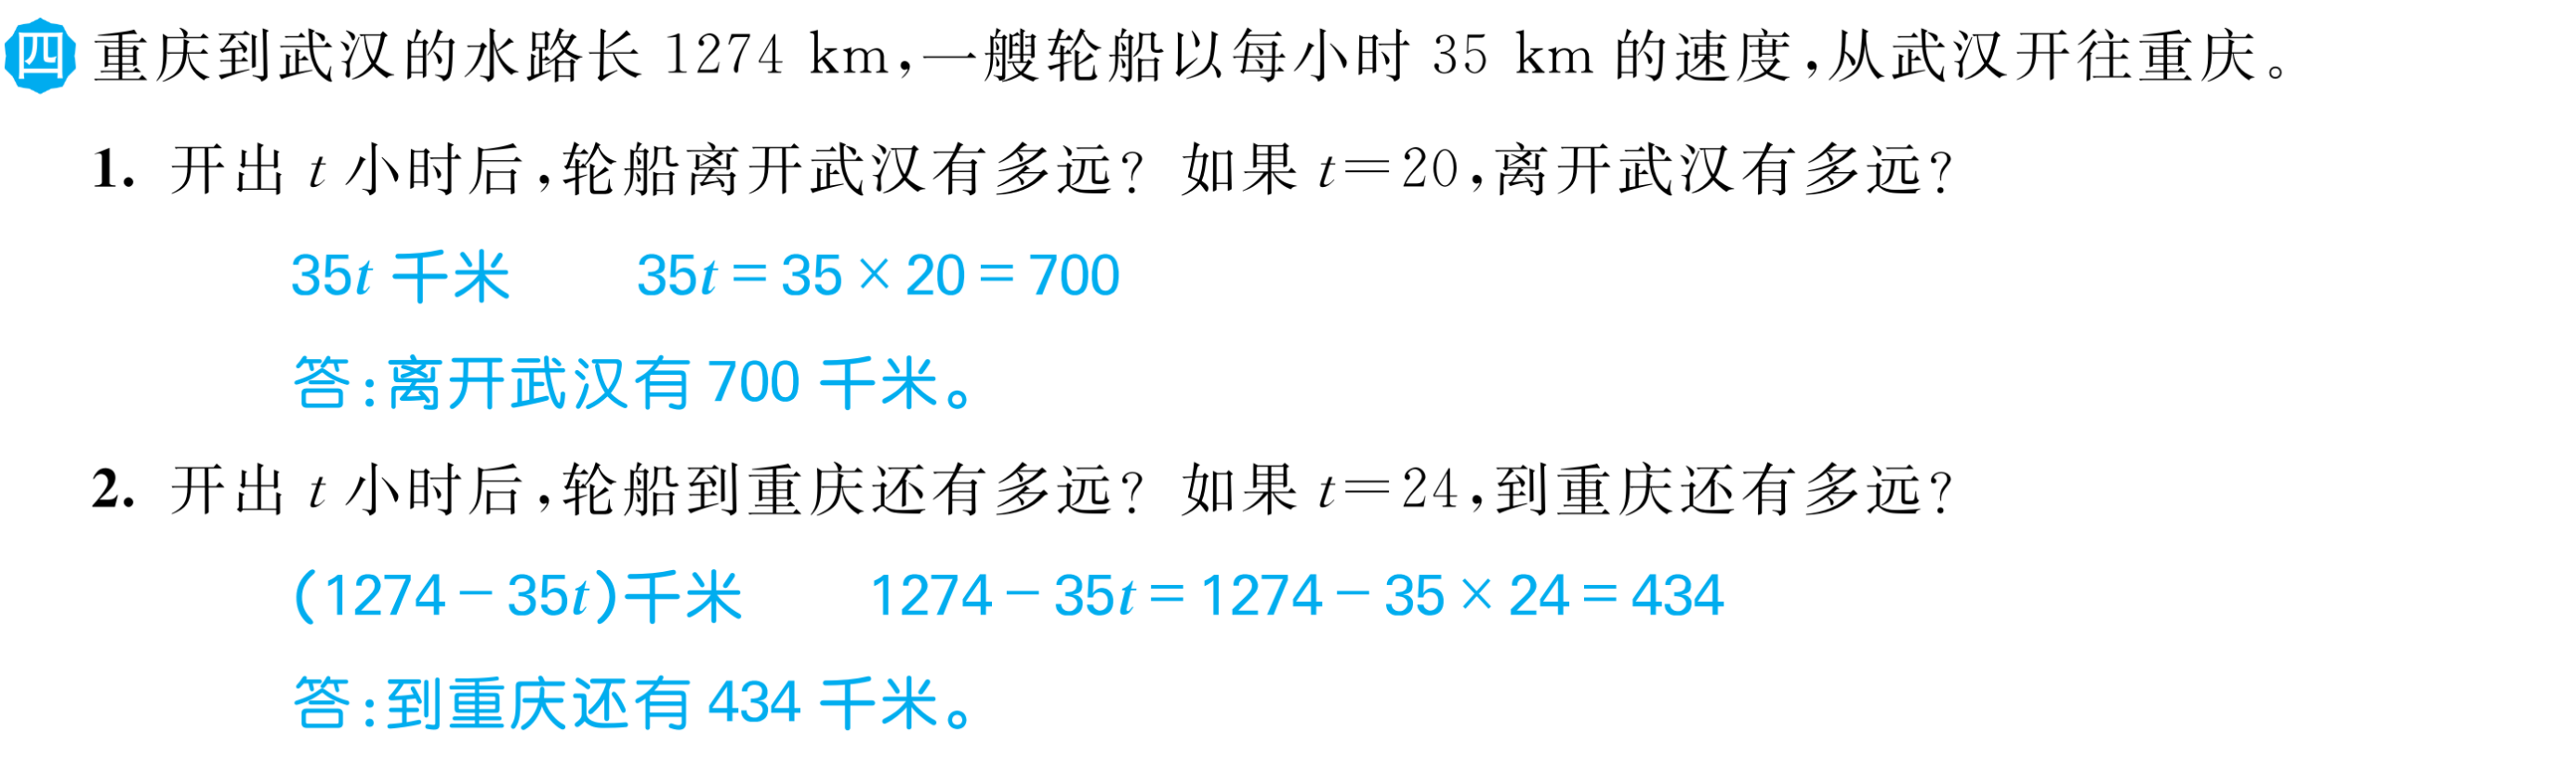 四 重庆到武汉的水路长 1274 km,一艘轮船以每小时 35 km 的速度,从武汉开往重庆。
1. 开出 t 小时后,轮船离开武汉有多远? 如果 t=20,离开武汉有多远?
35t 千米 35t = 35 × 20 = 700
答:离开武汉有 700 千米。
2. 开出 t 小时后,轮船到重庆还有多远? 如果 t=24,到重庆还有多远?
(1274 − 35t)千米 1274 − 35t = 1274 − 35 × 24 = 434
答:到重庆还有 434 千米。